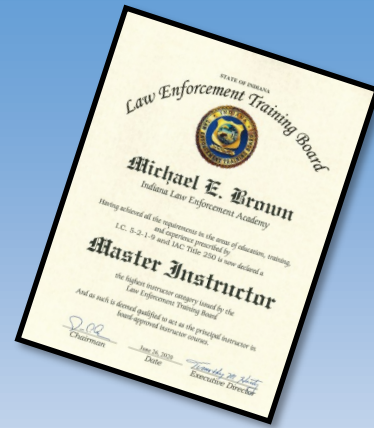 STATE OF INDIANA
Law Enforcement Training Board
Michael E. Brown
Indiana Law Enforcement Academy
Having achieved all the requirements in the areas of education, training,
and experience prescribed by
I.C. 5-2-1-9 and IAC Title 250 is now declared a
Master Instructor
the highest instructor category issued by the
Law Enforcement Training Board
And as such is deemed qualified to act as the principal instructor in
board-approved instructor courses.
June 26, 2020
Chairman
Date
Executive Director